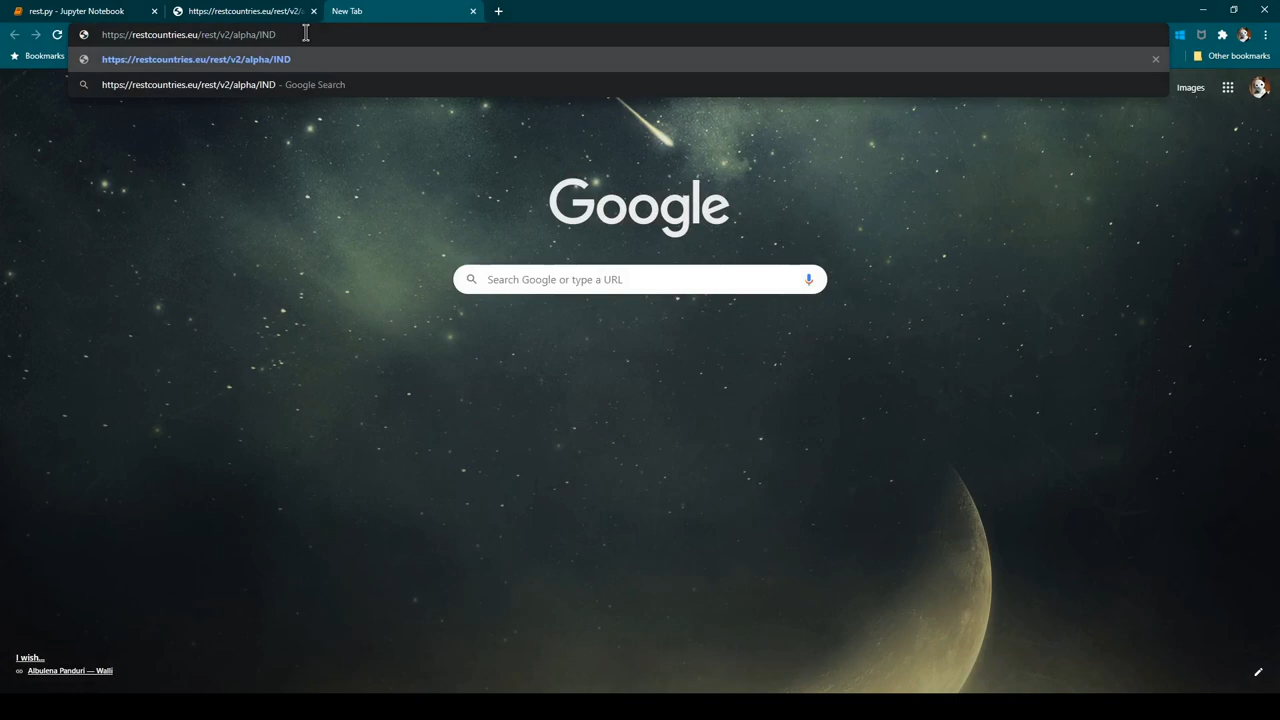 rest.py - Jupyter Notebook
https://restcountries.eu/rest/v2/
New Tab
https://restcountries.eu/rest/v2/alpha/IND
Bookmarks
https://restcountries.eu/rest/v2/alpha/IND
Other bookmarks
https://restcountries.eu/rest/v2/alpha/IND - Google Search
Images
Google
Search Google or type a URL
I wish...
Albulena Panduri — Walli